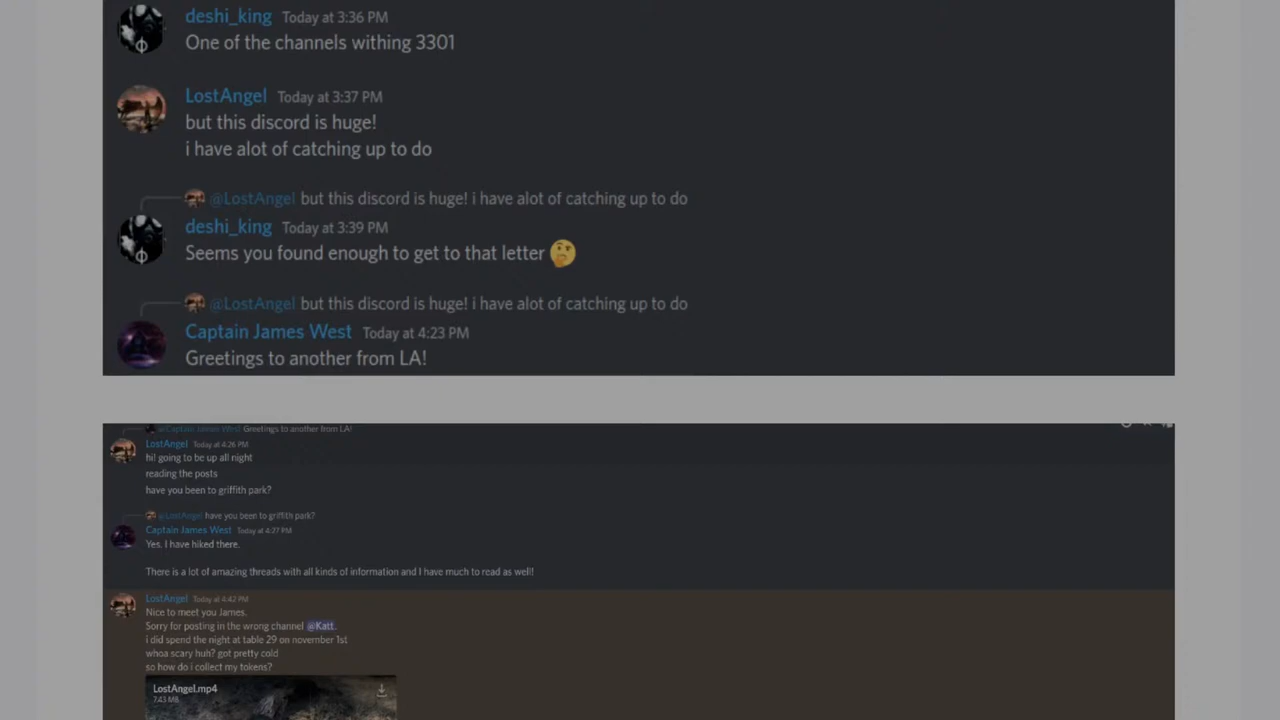 deshi_king Today at 3:36 PM
One of the channels withing 3301
LostAngel Today at 3:37 PM
but this discord is huge!
i have alot of catching up to do
@LostAngel but this discord is huge! i have alot of catching up to do
deshi_king Today at 3:39 PM
Seems you found enough to get to that letter 🤔
@LostAngel but this discord is huge! i have alot of catching up to do
Captain James West Today at 4:23 PM
Greetings to another from LA!
@Captain James West Greetings to another from LA!
LostAngel Today at 4:26 PM
hi! going to be up all night
reading the posts
have you been to griffith park?
@LostAngel have you been to griffith park?
Captain James West Today at 4:27 PM
Yes. I have hiked there.
There is a lot of amazing threads with all kinds of information and I have much to read as well!
LostAngel Today at 4:42 PM
Nice to meet you James.
Sorry for posting in the wrong channel @Katt.
i did spend the night at table 29 on november 1st
whoa scary huh? got pretty cold
so how do i collect my tokens?
LostAngel.mp4
7.43 MB